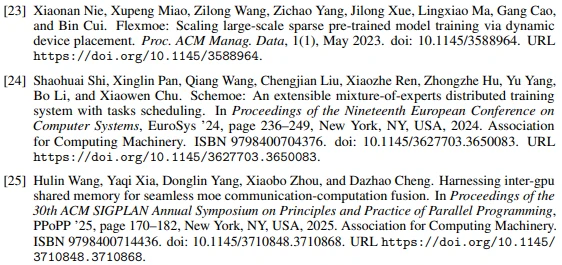 [23] Xiaonan Nie, Xupeng Miao, Zilong Wang, Zichao Yang, Jilong Xue, Lingxiao Ma, Gang Cao,
and Bin Cui. Flexmoe: Scaling large-scale sparse pre-trained model training via dynamic
device placement. Proc. ACM Manag. Data, 1(1), May 2023. doi: 10.1145/3588964. URL
https://doi.org/10.1145/3588964.
[24] Shaohuai Shi, Xinglin Pan, Qiang Wang, Chengjian Liu, Xiaozhe Ren, Zhongzhe Hu, Yu Yang,
Bo Li, and Xiaowen Chu. Schemoe: An extensible mixture-of-experts distributed training
system with tasks scheduling. In Proceedings of the Nineteenth European Conference on
Computer Systems, EuroSys '24, page 236–249, New York, NY, USA, 2024. Association
for Computing Machinery. ISBN 9798400704376. doi: 10.1145/3627703.3650083. URL
https://doi.org/10.1145/3627703.3650083.
[25] Hulin Wang, Yaqi Xia, Donglin Yang, Xiaobo Zhou, and Dazhao Cheng. Harnessing inter-gpu
shared memory for seamless moe communication-computation fusion. In Proceedings of the
30th ACM SIGPLAN Annual Symposium on Principles and Practice of Parallel Programming,
PPoPP '25, page 170–182, New York, NY, USA, 2025. Association for Computing Machinery.
ISBN 9798400714436. doi: 10.1145/3710848.3710868. URL https://doi.org/10.1145/
3710848.3710868.